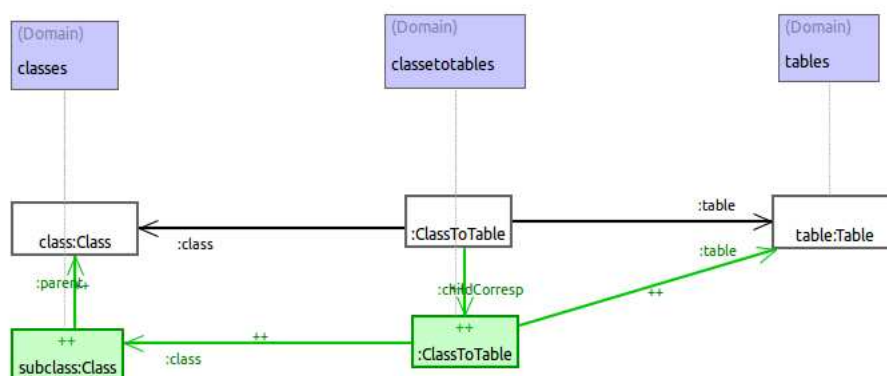 (Domain)
classes
(Domain)
classetotables
(Domain)
tables
:table
class:Class
:class
:ClassToTable
table:Table
:parent
++
:childCorresp
++
:table
++
++
subclass:Class
:class
++
++
:ClassToTable